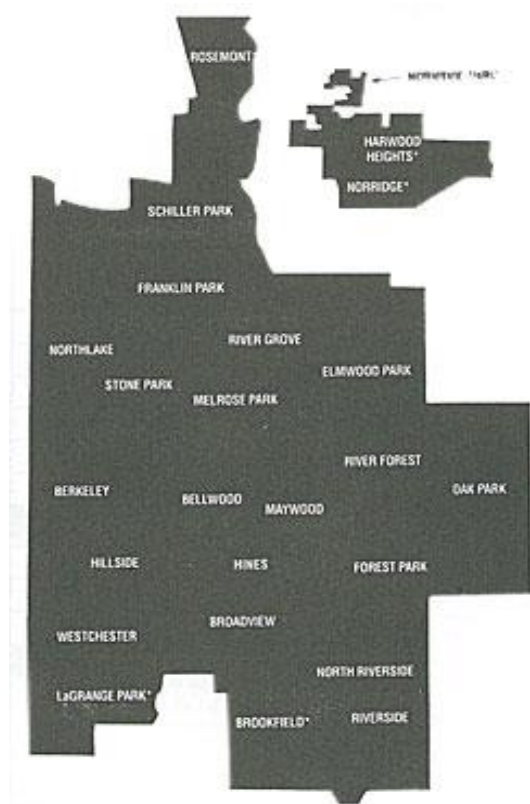 ROSEMONT*
HARWOOD
HEIGHTS*
NORRIDGE*
SCHILLER PARK
FRANKLIN PARK
RIVER GROVE
NORTHLAKE
ELMWOOD PARK
STONE PARK
MELROSE PARK
RIVER FOREST
OAK PARK
BERKELEY
BELLWOOD
MAYWOOD
HILLSIDE
HINES
FOREST PARK
BROADVIEW
WESTCHESTER
NORTH RIVERSIDE
LaGRANGE PARK*
BROOKFIELD*
RIVERSIDE